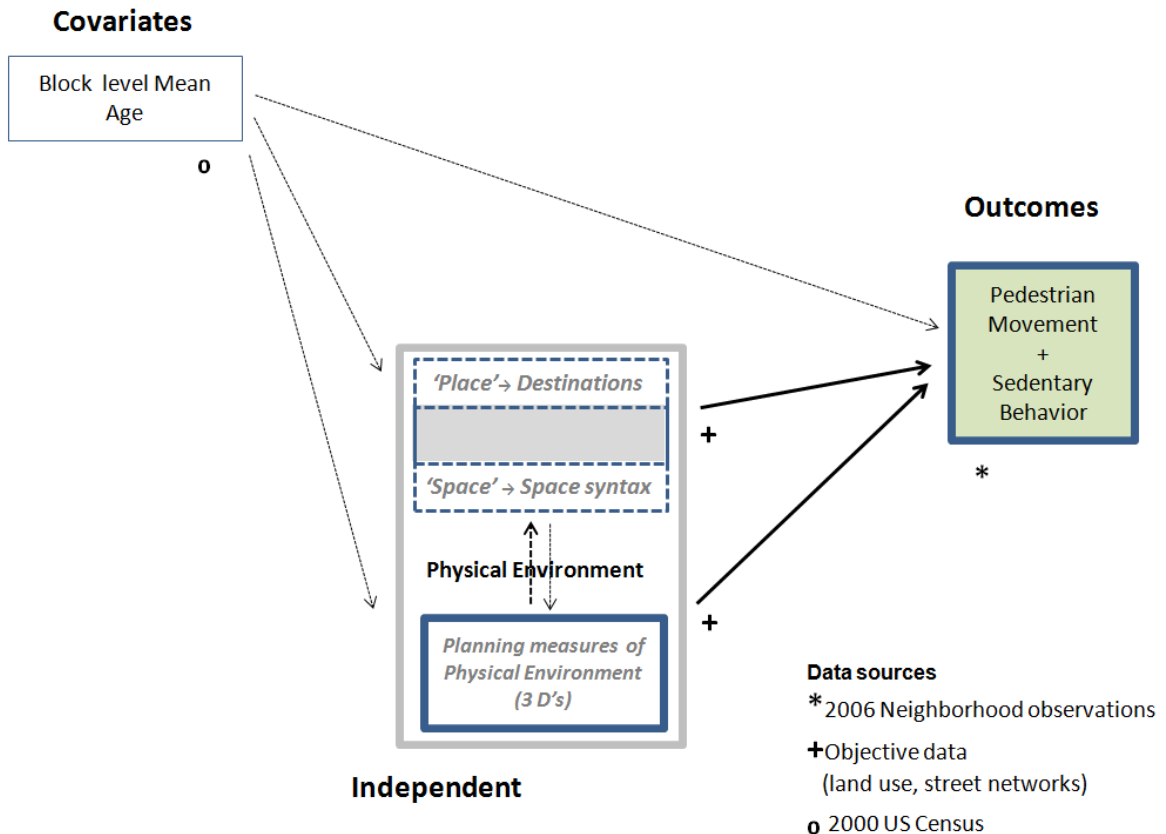 Covariates
Block level Mean
Age
o
Outcomes
Pedestrian
Movement
+
Sedentary
Behavior
*
‘Place’→ Destinations
+
‘Space’ → Space syntax
Physical Environment
+
Planning measures of
Physical Environment
(3 D’s)
Independent
Data sources
* 2006 Neighborhood observations
+Objective data
(land use, street networks)
o 2000 US Census